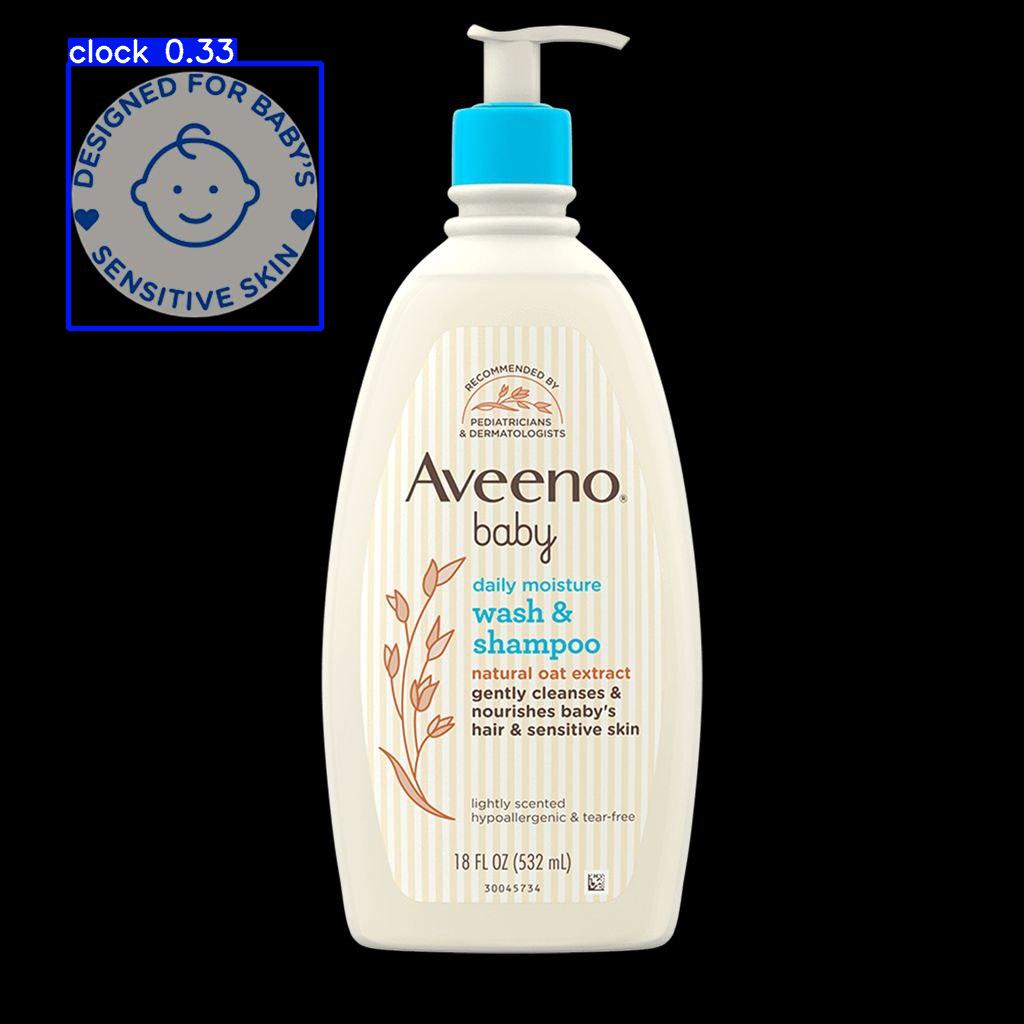 clock 0.33
DESIGNED FOR BABY'S
SENSITIVE SKIN
RECOMMENDED BY
PEDIATRICIANS
& DERMATOLOGISTS
Aveeno®
baby
daily moisture
wash &
shampoo
natural oat extract
gently cleanses &
nourishes baby's
hair & sensitive skin
lightly scented
hypoallergenic & tear-free
18 FL OZ (532 mL)
30045734